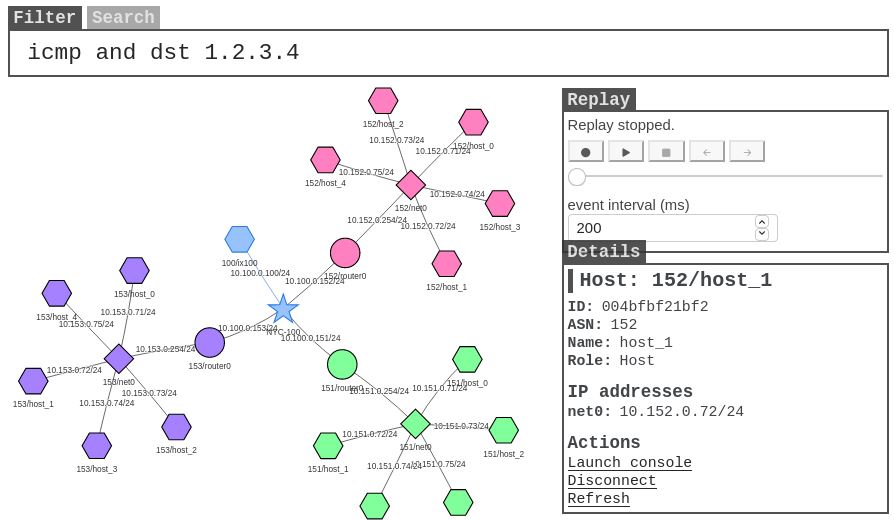 Filter Search
icmp and dst 1.2.3.4
152/host_2
152/host_0
10.152.0.73/24
10.152.0.71/24
152/host_4
10.152.0.75/24
10.152.0.74/24
152/net0
152/host_3
10.152.0.254/24
10.152.0.72/24
100/ix100
10.100.0.100/24
152/router0
10.100.0.152/24
152/host_1
153/host_0
153/host_4
10.153.0.71/24
10.153.0.75/24
NYC-100
10.100.0.153/24
10.100.0.151/24
10.153.0.254/24
153/router0
153/net0
10.153.0.72/24
153/host_1
10.153.0.73/24
10.153.0.74/24
153/host_2
153/host_3
151/router0
10.151.0.254/24
151/host_0
10.151.0.71/24
10.151.0.73/24
10.151.0.72/24
151/net0
151/host_2
151/host_1
10.151.0.74/24
10.151.0.75/24
Replay
Replay stopped.
event interval (ms)
200
Details
Host: 152/host_1
ID: 004bfbf21bf2
ASN: 152
Name: host_1
Role: Host
IP addresses
net0: 10.152.0.72/24
Actions
Launch console
Disconnect
Refresh